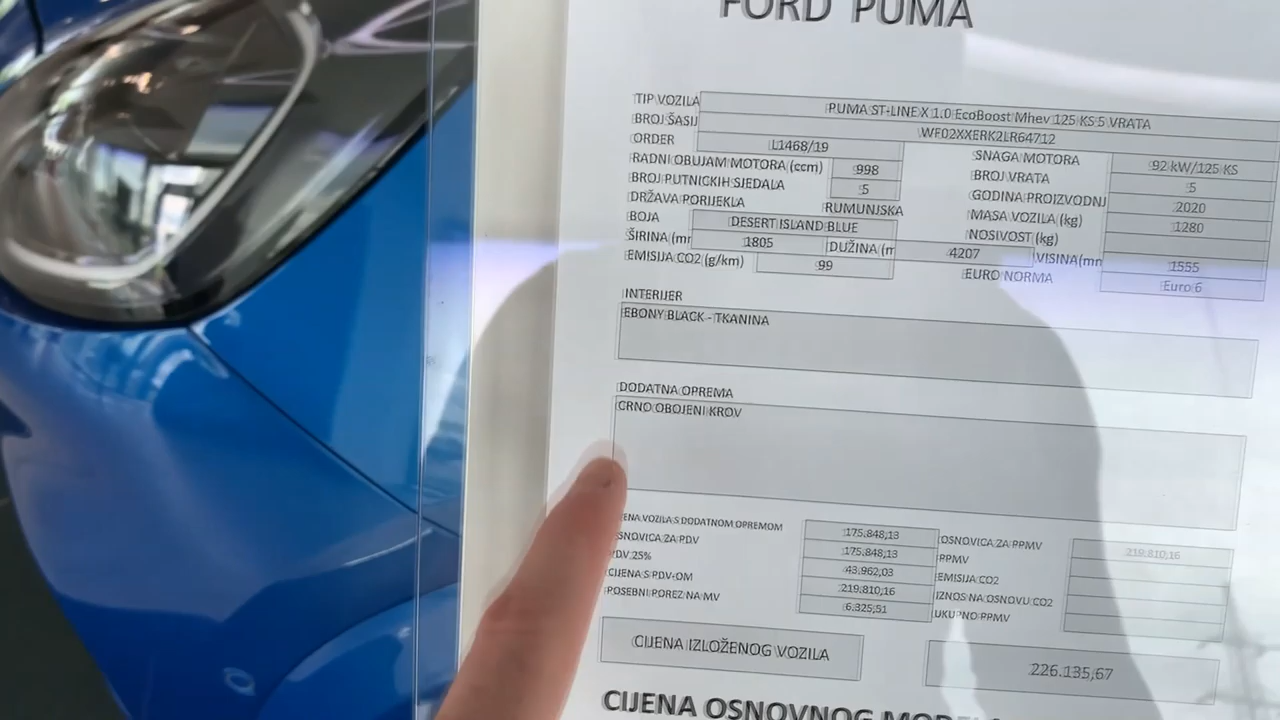 FORD PUMA
TIP VOZILA PUMA ST-LINE X 1.0 EcoBoost Mhev 125 KS 5 VRATA
BROJ ŠASIJ WF02XXERK2LR64712
ORDER L1468/19
RADNI OBUJAM MOTORA (ccm) 998 SNAGA MOTORA 92 kW/125 KS
BROJ PUTNICKIH SJEDALA 5 BROJ VRATA 5
DRŽAVA PORIJEKLA RUMUNJSKA GODINA PROIZVODNJ 2020
BOJA DESERT ISLAND BLUE MASA VOZILA (kg) 1280
NOSIVOST (kg)
ŠIRINA (mr 1805 DUŽINA (m 4207 VISINA(mn 1555
EMISIJA CO2 (g/km) 99 EURO NORMA Euro 6
INTERIJER
EBONY BLACK - TKANINA
DODATNA OPREMA
CRNO OBOJENI KROV
JENA VOZILA S DODATNOM OPREMOM 175.848,13 OSNOVICA ZA PPMV 219.810,16
OSNOVICA ZA PDV 175.848,13 PPMV
PDV 25% 43.962,03 EMISIJA CO2
CIJENA S PDV-OM 219.810,16 IZNOS NA OSNOVU CO2
POSEBNI POREZ NA MV 6.325,51 UKUPNO PPMV
CIJENA IZLOŽENOG VOZILA 226.135,67
CIJENA OSNOVNOG MODELA